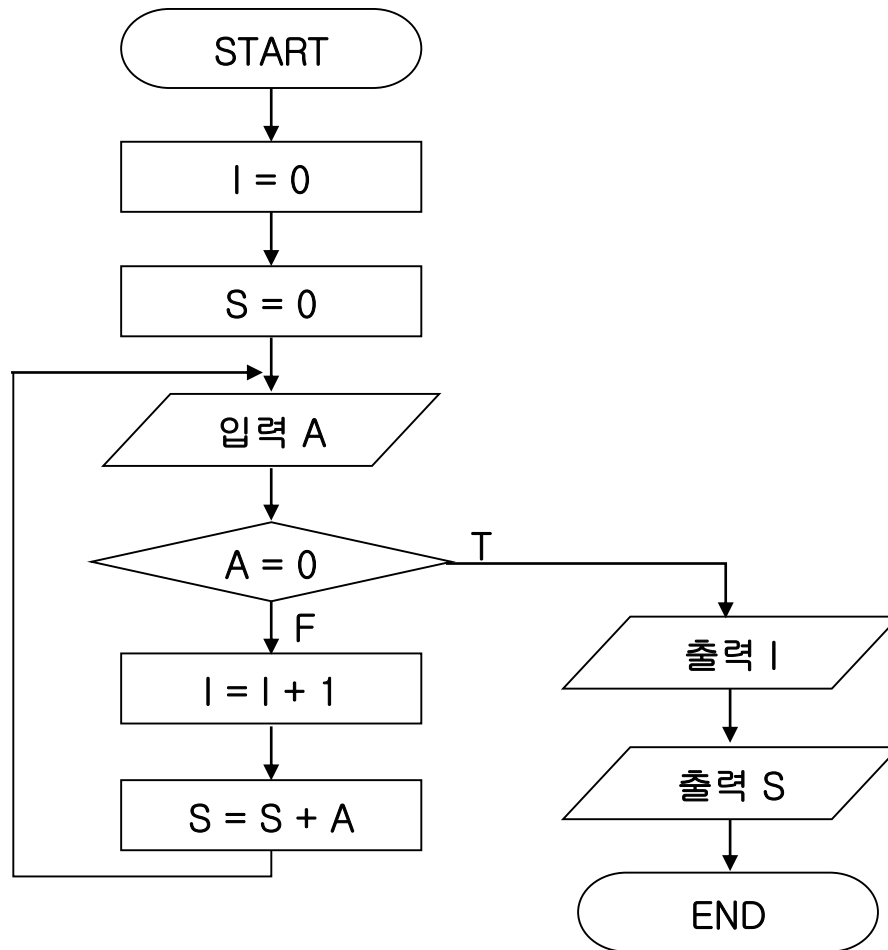 START
I = 0
S = 0
입력 A
A = 0
T
F
I = I + 1
S = S + A
출력 I
출력 S
END